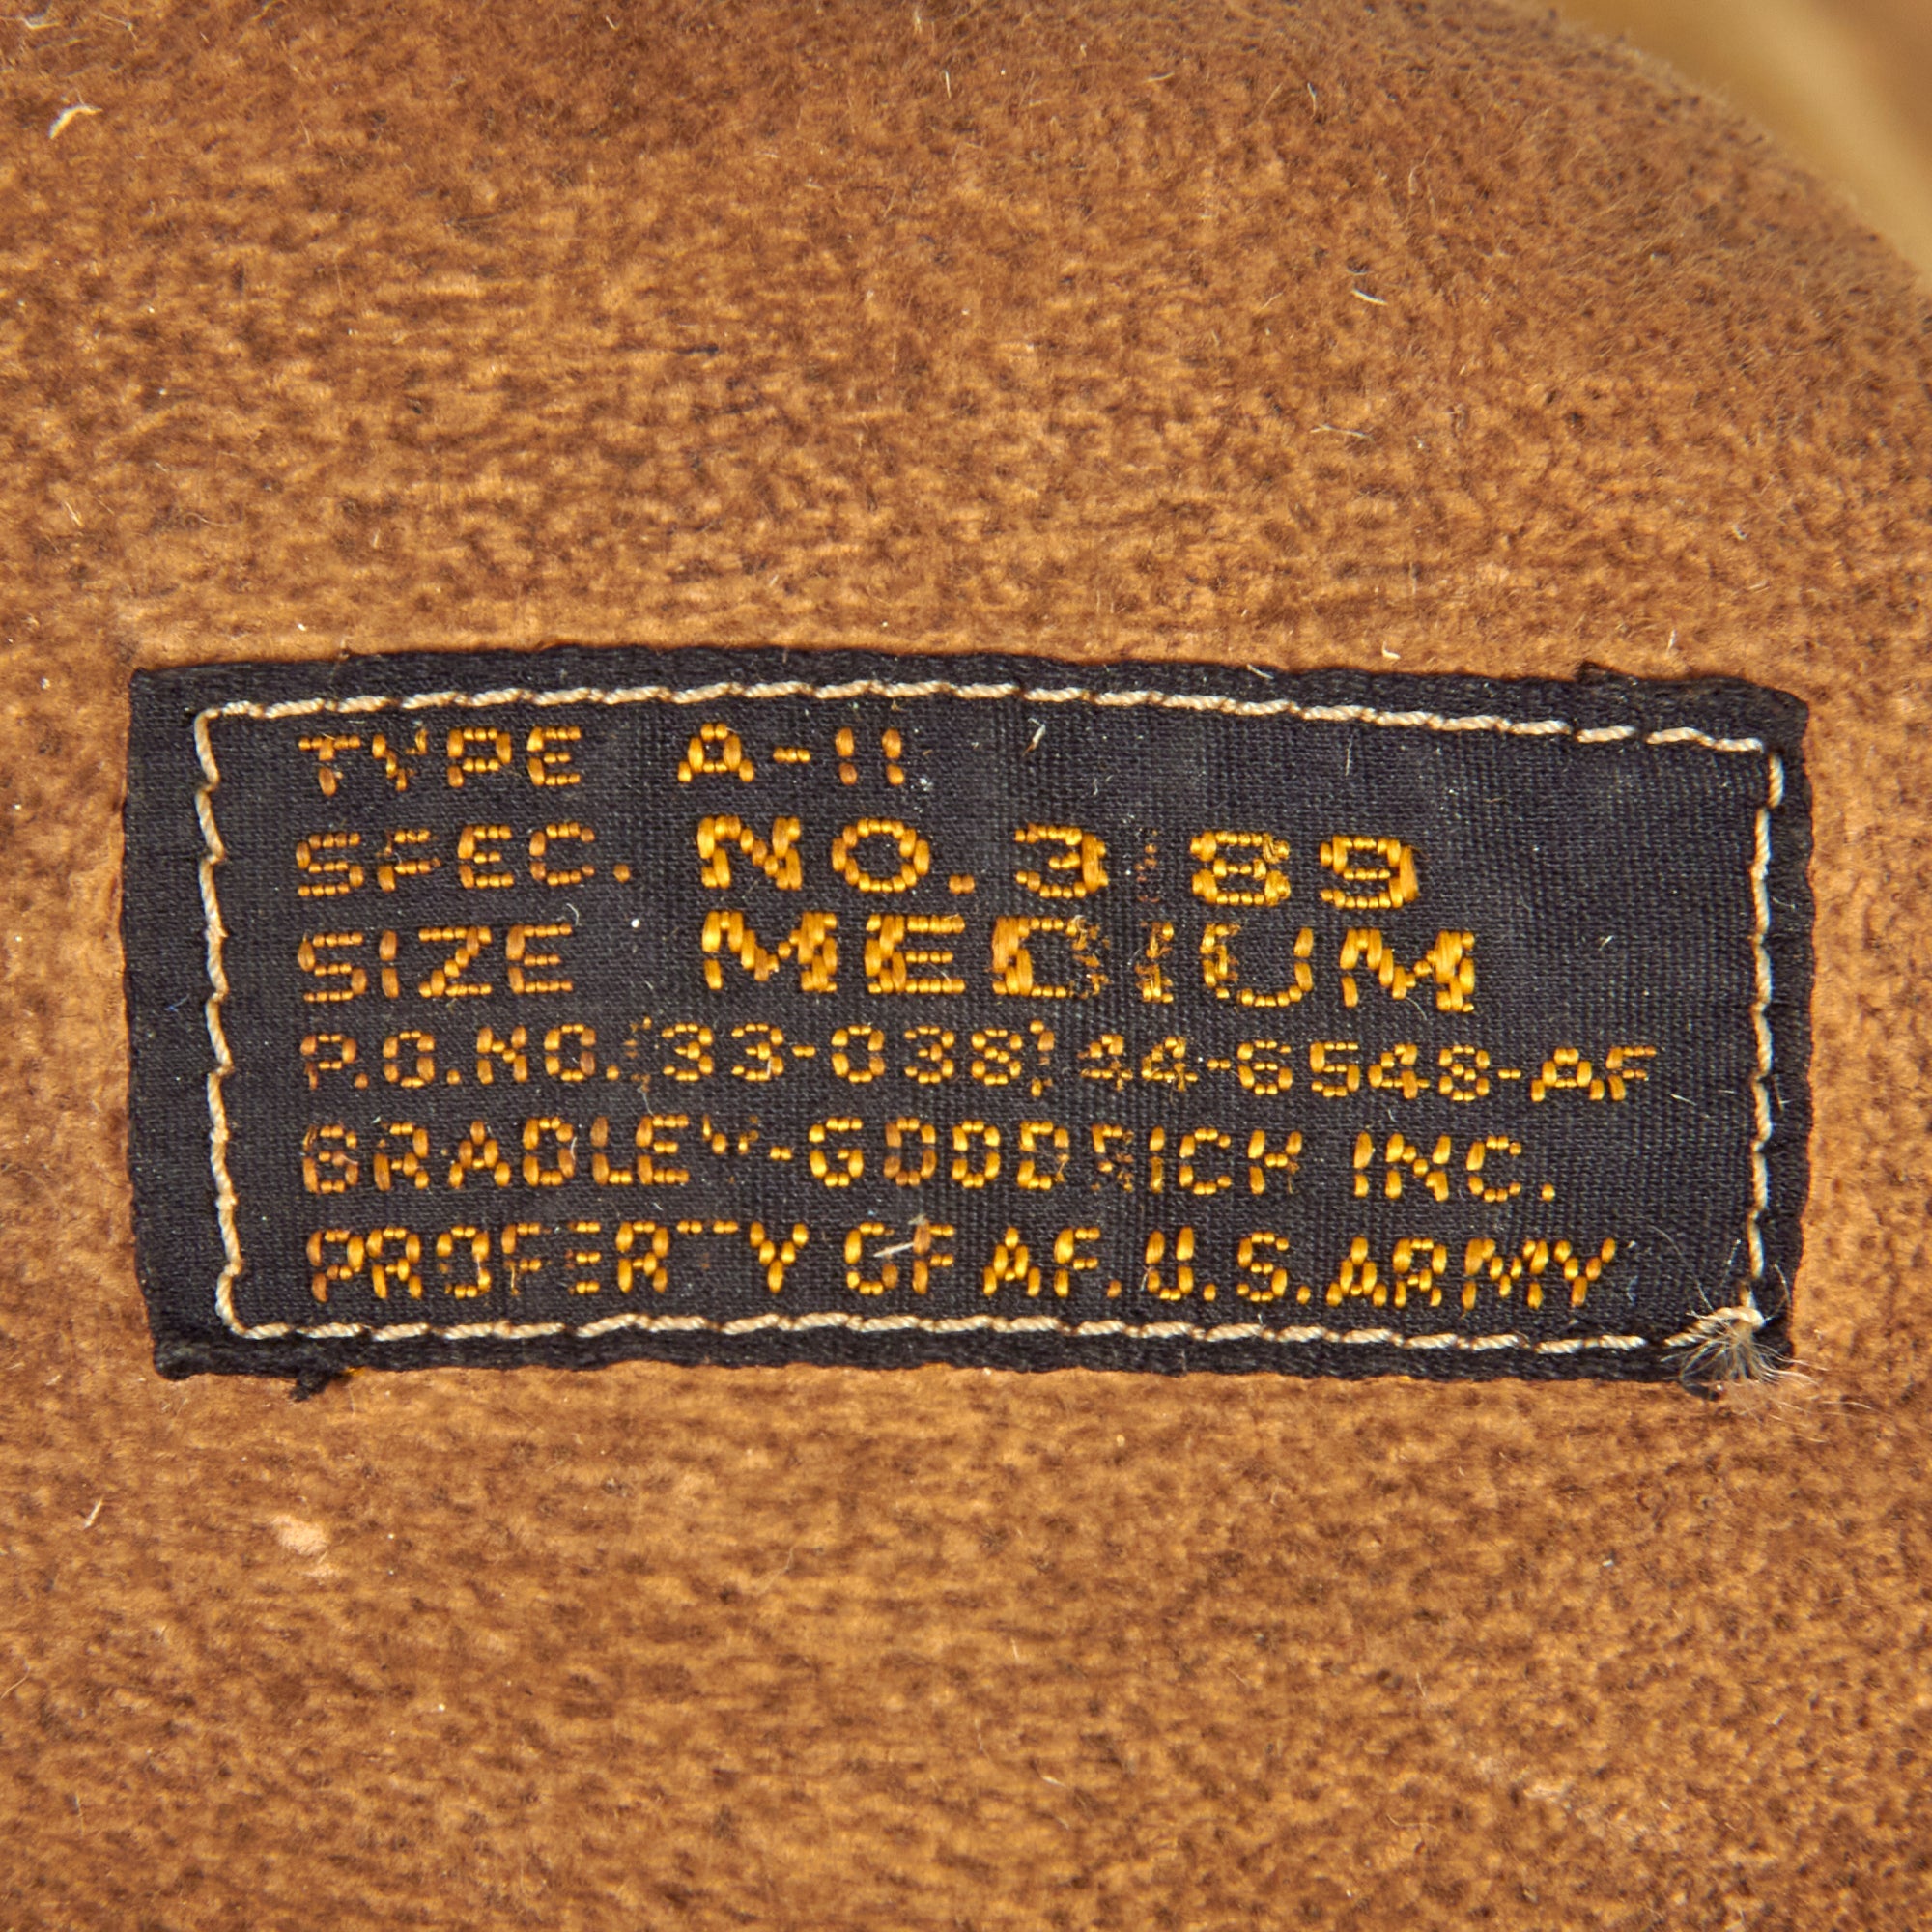 TYPE A-11
SPEC. NO. 3189
SIZE MEDIUM
P.O.NO.(33-038) 44-6548-AF
BRADLEY-GOODRICH INC.
PROPERTY OF AF. U.S.ARMY